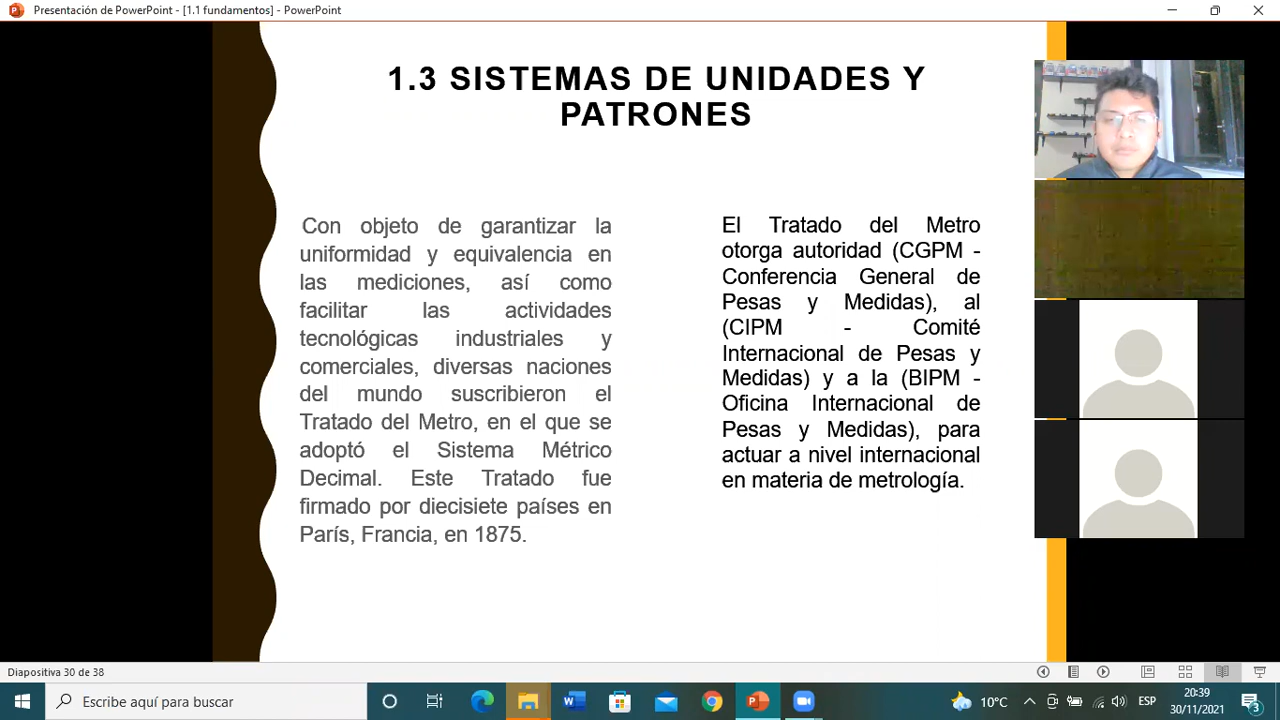 Presentación de PowerPoint - [1.1 fundamentos] - PowerPoint
1.3 SISTEMAS DE UNIDADES Y
PATRONES
Con objeto de garantizar la
uniformidad y equivalencia en
las mediciones, así como
facilitar las actividades
tecnológicas industriales y
comerciales, diversas naciones
del mundo suscribieron el
Tratado del Metro, en el que se
adoptó el Sistema Métrico
Decimal. Este Tratado fue
firmado por diecisiete países en
París, Francia, en 1875.
El Tratado del Metro
otorga autoridad (CGPM -
Conferencia General de
Pesas y Medidas), al
(CIPM - Comité
Internacional de Pesas y
Medidas) y a la (BIPM -
Oficina Internacional de
Pesas y Medidas), para
actuar a nivel internacional
en materia de metrología.
Diapositiva 30 de 38
Escribe aquí para buscar
10°C
ESP
20:39
30/11/2021
3